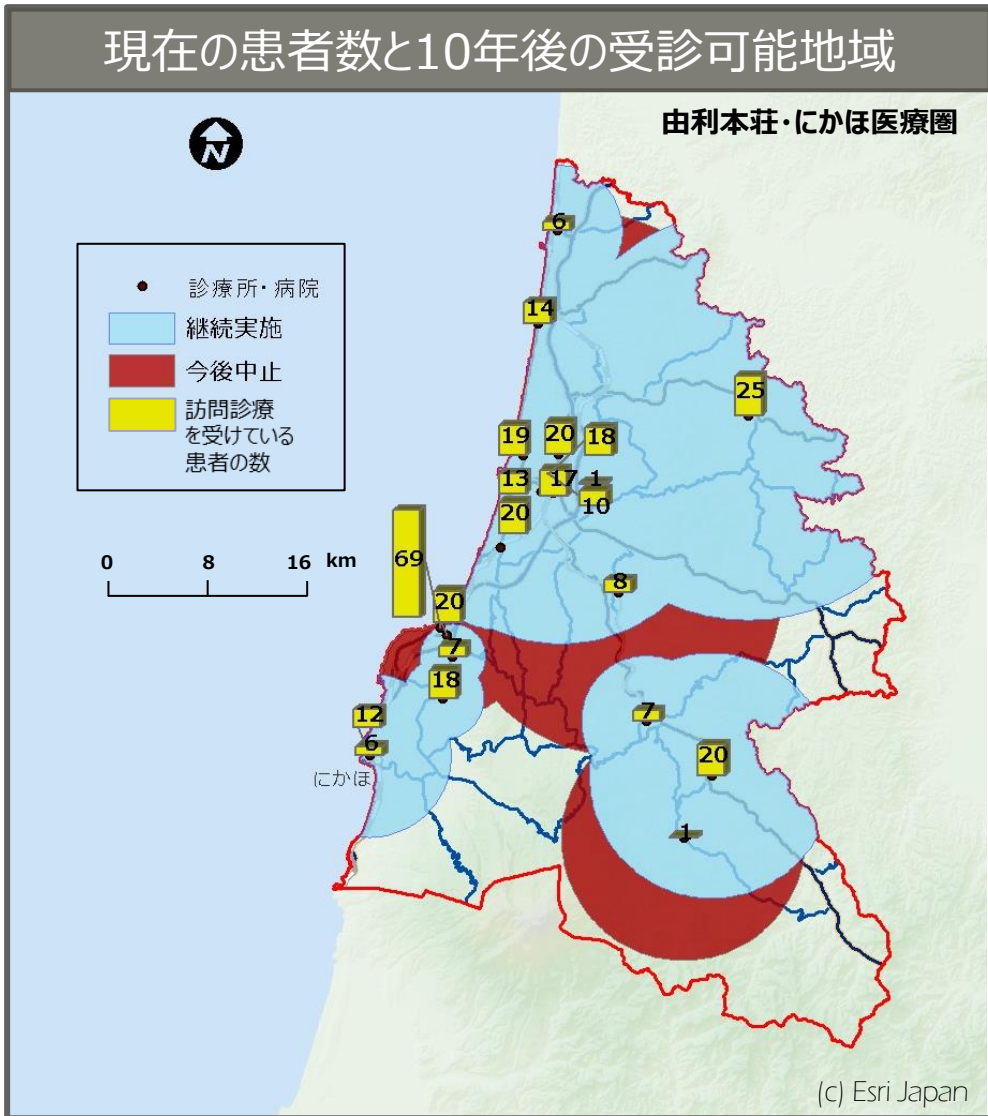 現在の患者数と10年後の受診可能地域
由利本荘・にかほ医療圏
N
診療所・病院
継続実施
今後中止
訪問診療
を受けている
患者の数
0 8 16 km
6
14
25
19 20 18
13 17 1
10
20
8
69
20
7
18
12
6
7
20
にかほ
1
(c) Esri Japan